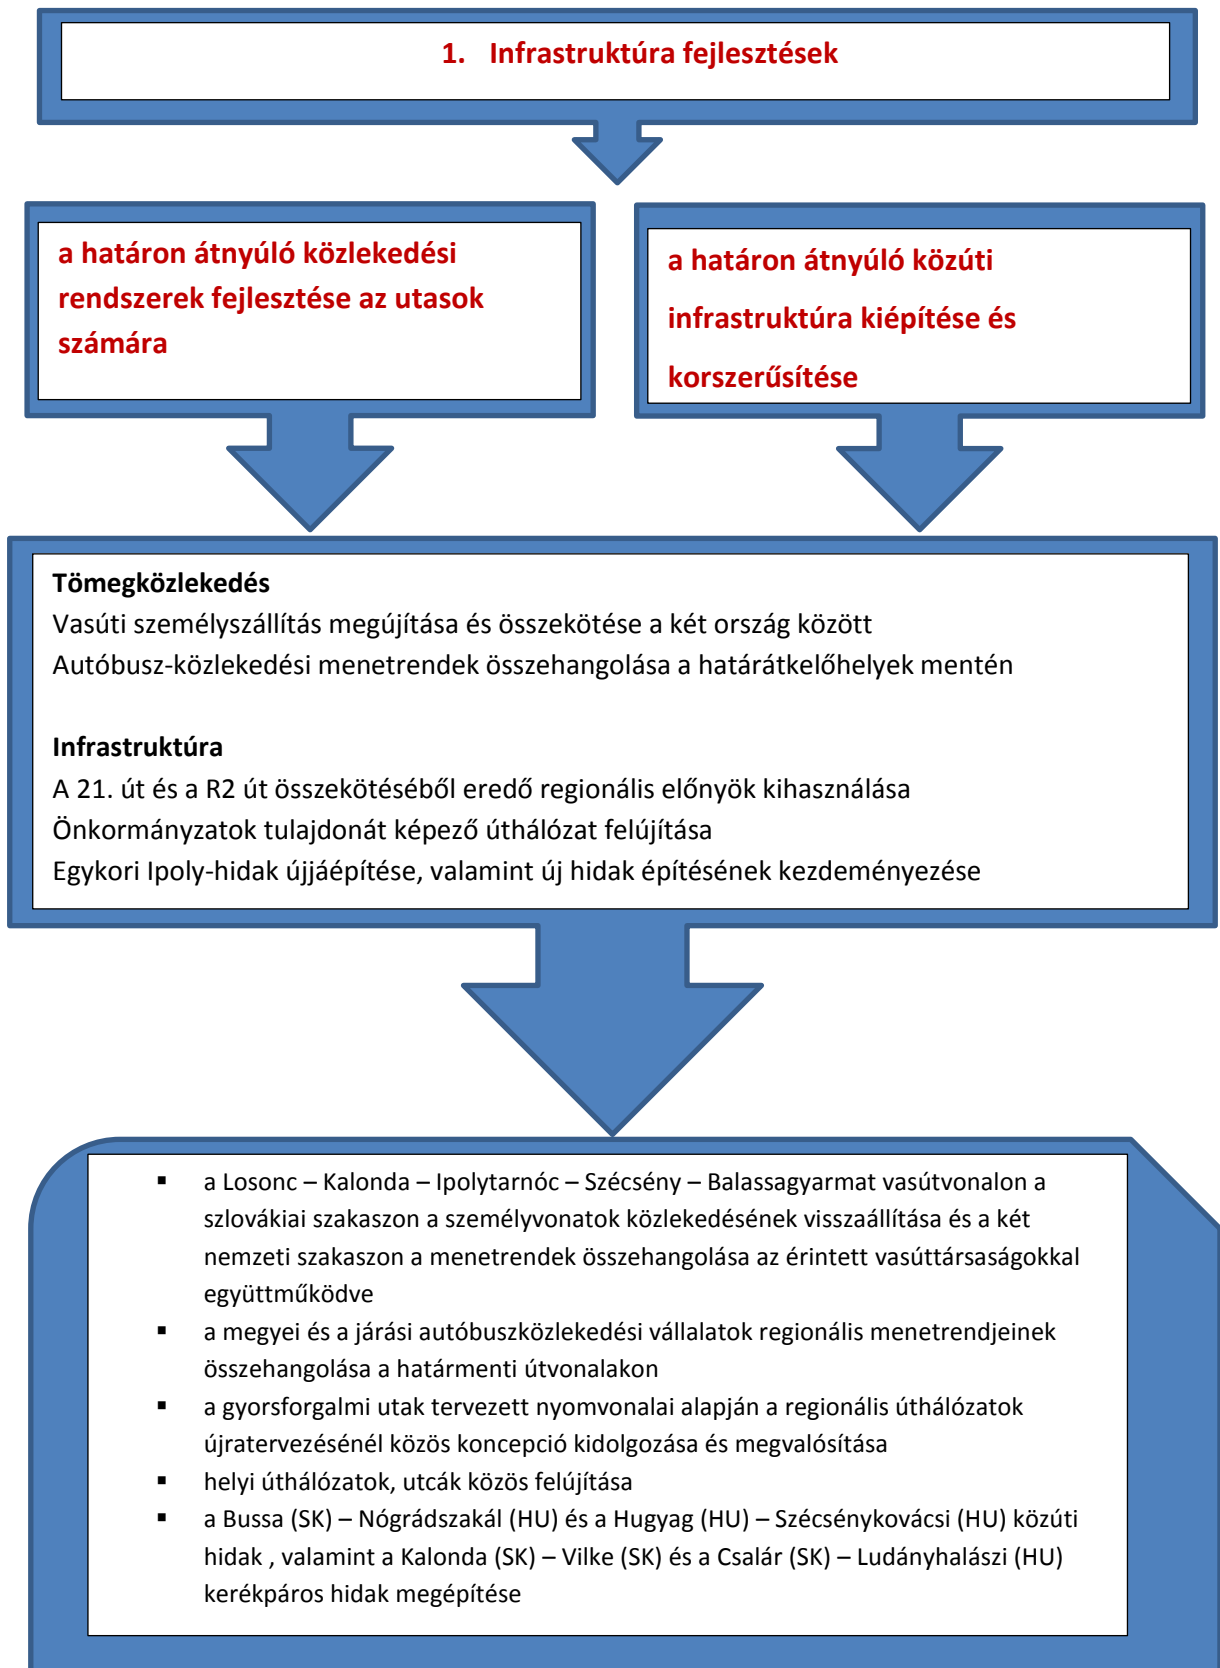 1. Infrastruktúra fejlesztések
a határon átnyúló közlekedési
rendszerek fejlesztése az utasok
számára
a határon átnyúló közúti
infrastruktúra kiépítése és
korszerűsítése
Tömegközlekedés
Vasúti személyszállítás megújítása és összekötése a két ország között
Autóbusz-közlekedési menetrendek összehangolása a határátkelőhelyek mentén
Infrastruktúra
A 21. út és a R2 út összekötéséből eredő regionális előnyök kihasználása
Önkormányzatok tulajdonát képező úthálózat felújítása
Egykori Ipoly-hidak újjáépítése, valamint új hidak építésének kezdeményezése
▪ a Losonc – Kalonda – Ipolytarnóc – Szécsény – Balassagyarmat vasútvonalon a
szlovákiai szakaszon a személyvonatok közlekedésének visszaállítása és a két
nemzeti szakaszon a menetrendek összehangolása az érintett vasúttársaságokkal
együttműködve
▪ a megyei és a járási autóbuszközlekedési vállalatok regionális menetrendjeinek
összehangolása a határmenti útvonalakon
▪ a gyorsforgalmi utak tervezett nyomvonalai alapján a regionális úthálózatok
újratervezésénél közös koncepció kidolgozása és megvalósítása
▪ helyi úthálózatok, utcák közös felújítása
▪ a Bussa (SK) – Nógrádszakál (HU) és a Hugyag (HU) – Szécsénykovácsi (HU) közúti
hidak , valamint a Kalonda (SK) – Vilke (SK) és a Csalár (SK) – Ludányhalászi (HU)
kerékpáros hidak megépítése